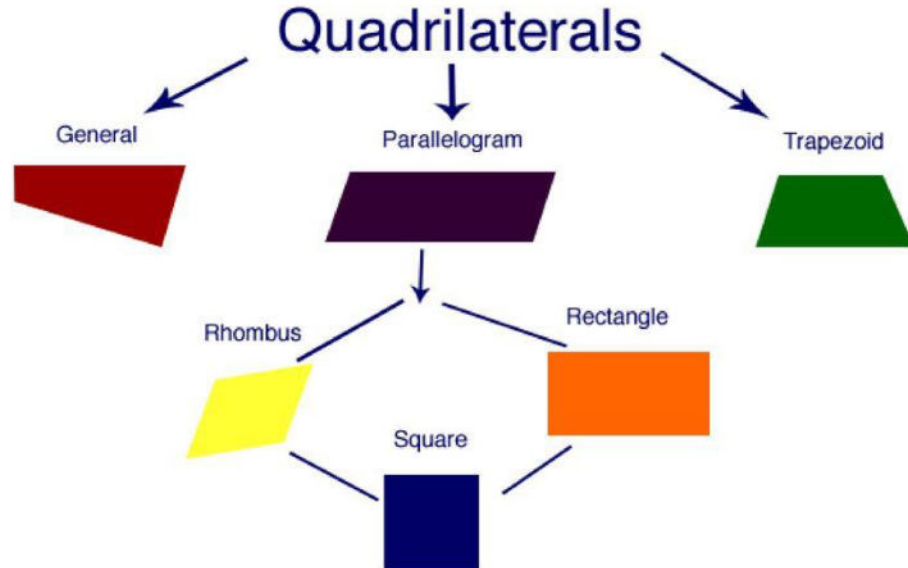 Quadrilaterals
General
Parallelogram
Trapezoid
Rhombus
Rectangle
Square